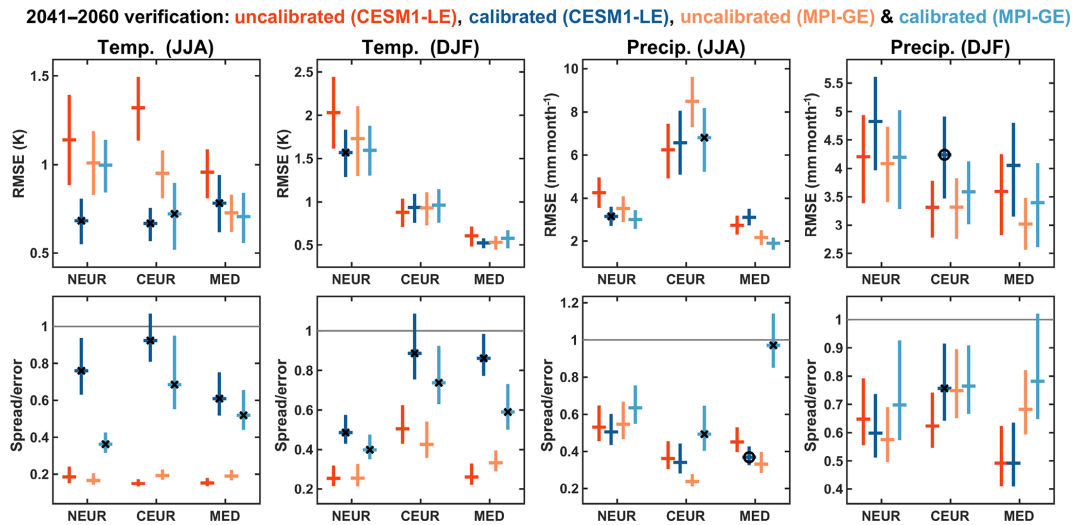 2041–2060 verification: uncalibrated (CESM1-LE), calibrated (CESM1-LE), uncalibrated (MPI-GE) & calibrated (MPI-GE)
Temp. (JJA)
RMSE (K)
1.5
1
0.5
NEUR CEUR MED
Temp. (DJF)
RMSE (K)
2.5
2
1.5
1
0.5
NEUR CEUR MED
Precip. (JJA)
RMSE (mm month⁻¹)
10
8
6
4
2
NEUR CEUR MED
Precip. (DJF)
RMSE (mm month⁻¹)
5.5
5
4.5
4
3.5
3
2.5
NEUR CEUR MED
Spread/error
1
0.8
0.6
0.4
0.2
NEUR CEUR MED
Spread/error
1
0.8
0.6
0.4
0.2
NEUR CEUR MED
Spread/error
1.2
1
0.8
0.6
0.4
0.2
NEUR CEUR MED
Spread/error
1
0.9
0.8
0.7
0.6
0.5
0.4
NEUR CEUR MED